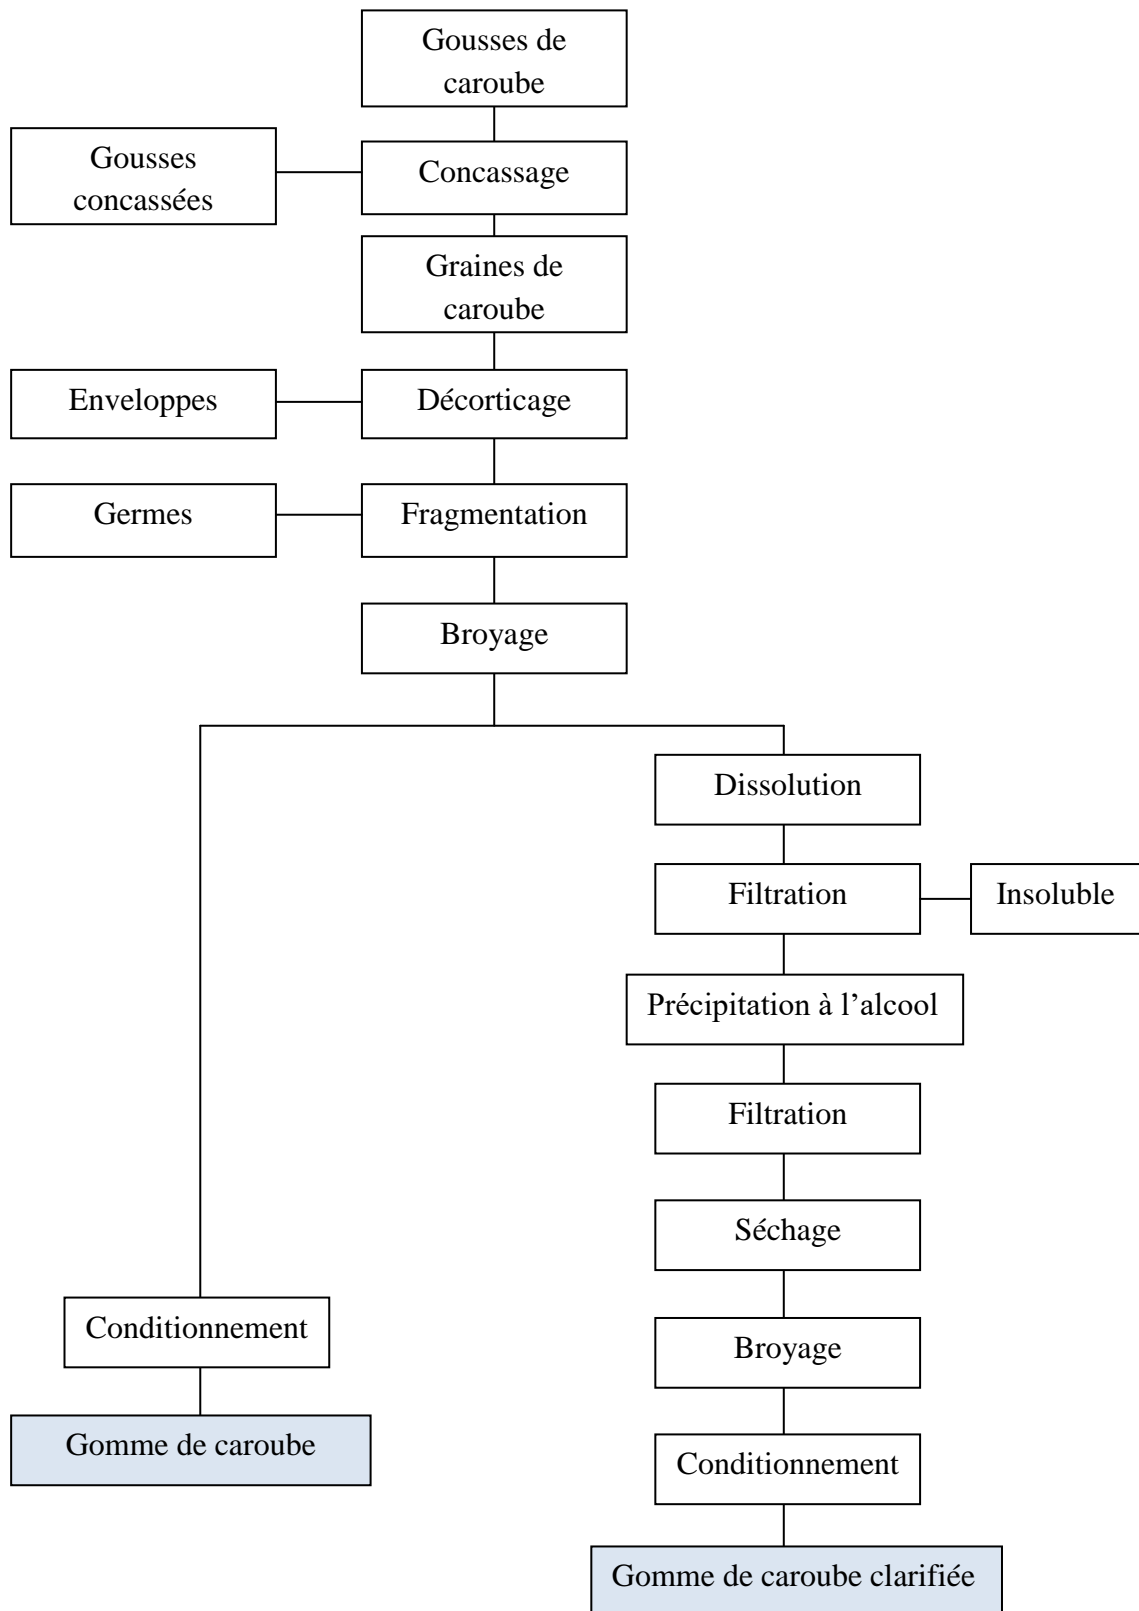 Gousses de
caroube
Gousses
concassées
Concassage
Graines de
caroube
Enveloppes
Décorticage
Germes
Fragmentation
Broyage
Dissolution
Filtration
Insoluble
Précipitation à l’alcool
Filtration
Séchage
Conditionnement
Broyage
Gomme de caroube
Conditionnement
Gomme de caroube clarifiée